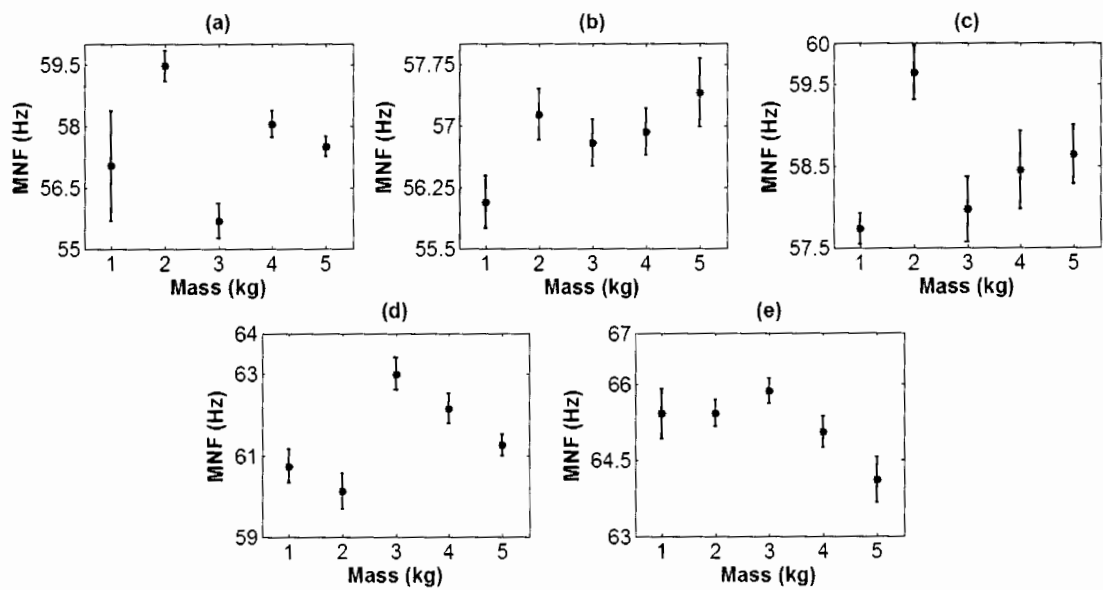 (a)
MNF (Hz)
59.5
58
56.5
55
1 2 3 4 5
Mass (kg)
(b)
MNF (Hz)
57.75
57
56.25
55.5
1 2 3 4 5
Mass (kg)
(c)
MNF (Hz)
60
59.5
58.5
57.5
1 2 3 4 5
Mass (kg)
(d)
MNF (Hz)
64
63
61
59
1 2 3 4 5
Mass (kg)
(e)
MNF (Hz)
67
66
64.5
63
1 2 3 4 5
Mass (kg)